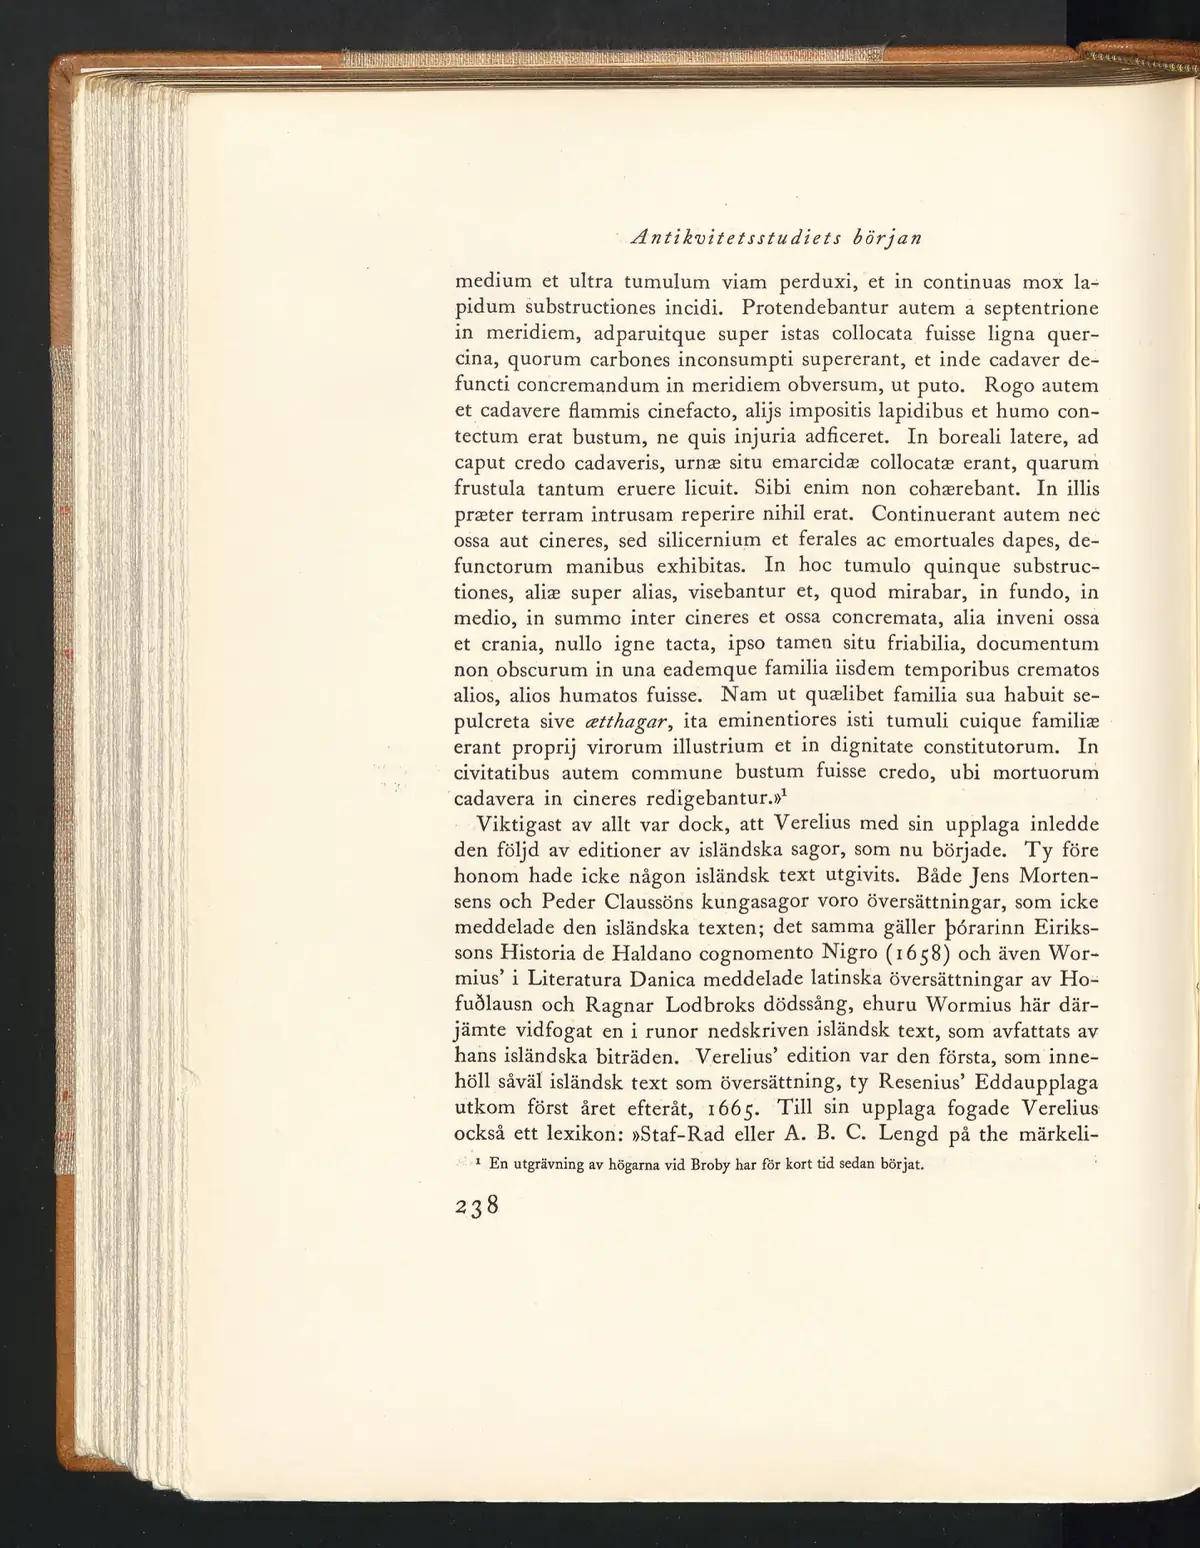 Antikvitetsstudiets början
medium et ultra tumulum viam perduxi, et in continuas mox la-
pidum substructiones incidi. Protendebantur autem a septentrione
in meridiem, adparuitque super istas collocata fuisse ligna quer-
cina, quorum carbones inconsumpti supererant, et inde cadaver de-
functi concremandum in meridiem obversum, ut puto. Rogo autem
et cadavere flammis cinefacto, alijs impositis lapidibus et humo con-
tectum erat bustum, ne quis injuria adficeret. In boreali latere, ad
caput credo cadaveris, urnæ situ emarcidæ collocatæ erant, quarum
frustula tantum eruere licuit. Sibi enim non cohærebant. In illis
præter terram intrusam reperire nihil erat. Continuerant autem nec
ossa aut cineres, sed silicernium et ferales ac emortuales dapes, de-
functorum manibus exhibitas. In hoc tumulo quinque substruc-
tiones, aliæ super alias, visebantur et, quod mirabar, in fundo, in
medio, in summo inter cineres et ossa concremata, alia inveni ossa
et crania, nullo igne tacta, ipso tamen situ friabilia, documentum
non obscurum in una eademque familia iisdem temporibus crematos
alios, alios humatos fuisse. Nam ut quælibet familia sua habuit se-
pulcreta sive ætthagar, ita eminentiores isti tumuli cuique familiæ
erant proprij virorum illustrium et in dignitate constitutorum. In
civitatibus autem commune bustum fuisse credo, ubi mortuorum
cadavera in cineres redigebantur.»¹
Viktigast av allt var dock, att Verelius med sin upplaga inledde
den följd av editioner av isländska sagor, som nu började. Ty före
honom hade icke någon isländsk text utgivits. Både Jens Morten-
sens och Peder Claussöns kungasagor voro översättningar, som icke
meddelade den isländska texten; det samma gäller Þórarinn Eiriks-
sons Historia de Haldano cognomento Nigro (1658) och även Wor-
mius’ i Literatura Danica meddelade latinska översättningar av Ho-
fuðlausn och Ragnar Lodbroks dödssång, ehuru Wormius här där-
jämte vidfogat en i runor nedskriven isländsk text, som avfattats av
hans isländska biträden. Verelius’ edition var den första, som inne-
höll såväl isländsk text som översättning, ty Resenius’ Eddaupplaga
utkom först året efteråt, 1665. Till sin upplaga fogade Verelius
också ett lexikon: »Staf-Rad eller A. B. C. Lengd på the märkeli-
¹ En utgrävning av högarna vid Broby har för kort tid sedan börjat.
238